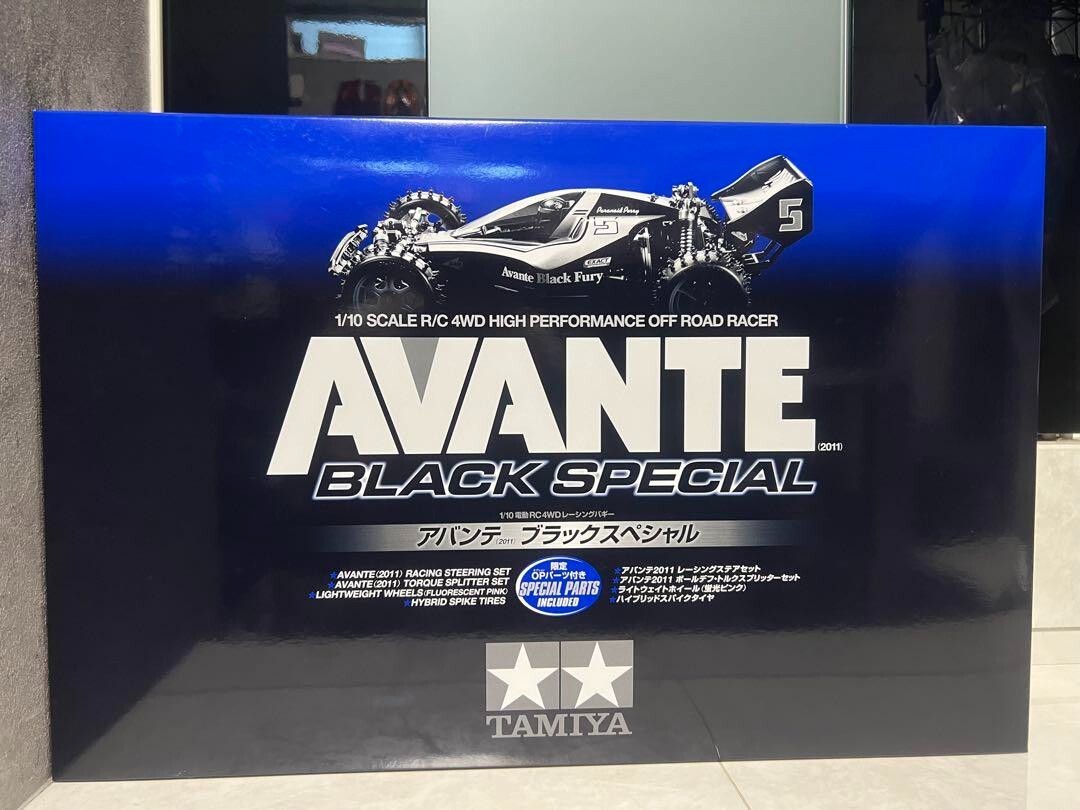 Paranoid Perry
5
5
EXACT
Avante Black Fury
1/10 SCALE R/C 4WD HIGH PERFORMANCE OFF ROAD RACER
AVANTE (2011)
BLACK SPECIAL
1/10 電動RC4WDレーシングバギー
アバンテ(2011) ブラックスペシャル
★AVANTE(2011) RACING STEERING SET
★AVANTE(2011) TORQUE SPLITTER SET
★LIGHTWEIGHT WHEELS(FLUORESCENT PINK)
★HYBRID SPIKE TIRES
限定
OPパーツ付き
SPECIAL PARTS
INCLUDED
★アバンテ2011 レーシングステアセット
★アバンテ2011 ボールデフ・トルクスプリッターセット
★ライトウェイトホイール(蛍光ピンク)
★ハイブリッドスパイクタイヤ
TAMIYA